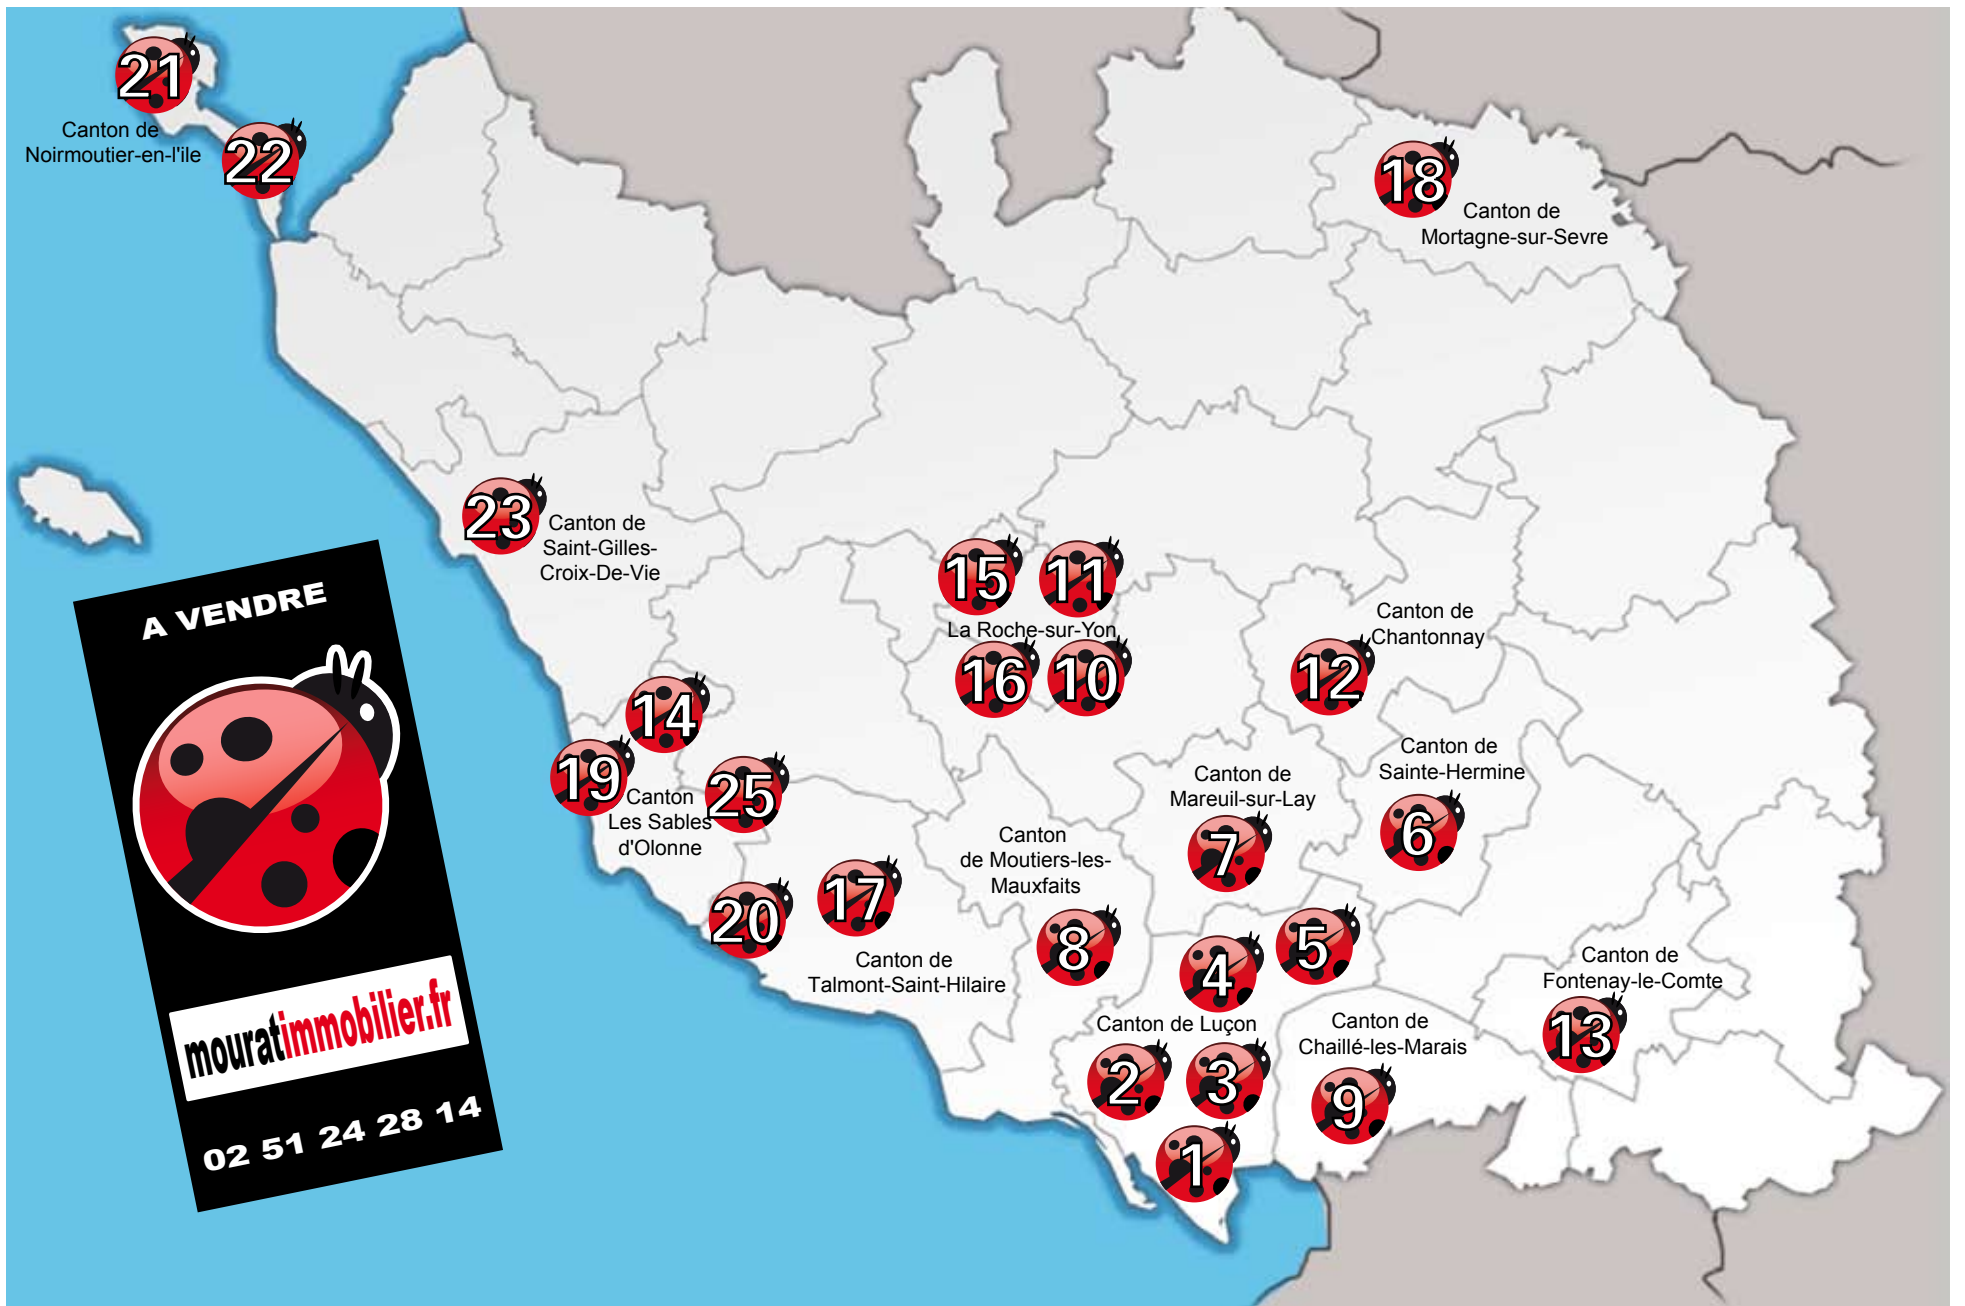 21
Canton de
Noirmoutier-en-l'ile
22
18
Canton de
Mortagne-sur-Sevre
23
Canton de
Saint-Gilles-
Croix-De-Vie
15
11
La Roche-sur-Yon
16
10
Canton de
Chantonnay
12
14
19
25
Canton
Les Sables
d'Olonne
20
17
Canton de
Talmont-Saint-Hilaire
Canton
de Moutiers-les-
Mauxfaits
8
Canton de
Mareuil-sur-Lay
7
Canton de
Sainte-Hermine
6
4
5
Canton de Luçon
2
3
1
Canton de
Chaillé-les-Marais
9
Canton de
Fontenay-le-Comte
13
A VENDRE
mouratimmobilier.fr
02 51 24 28 14